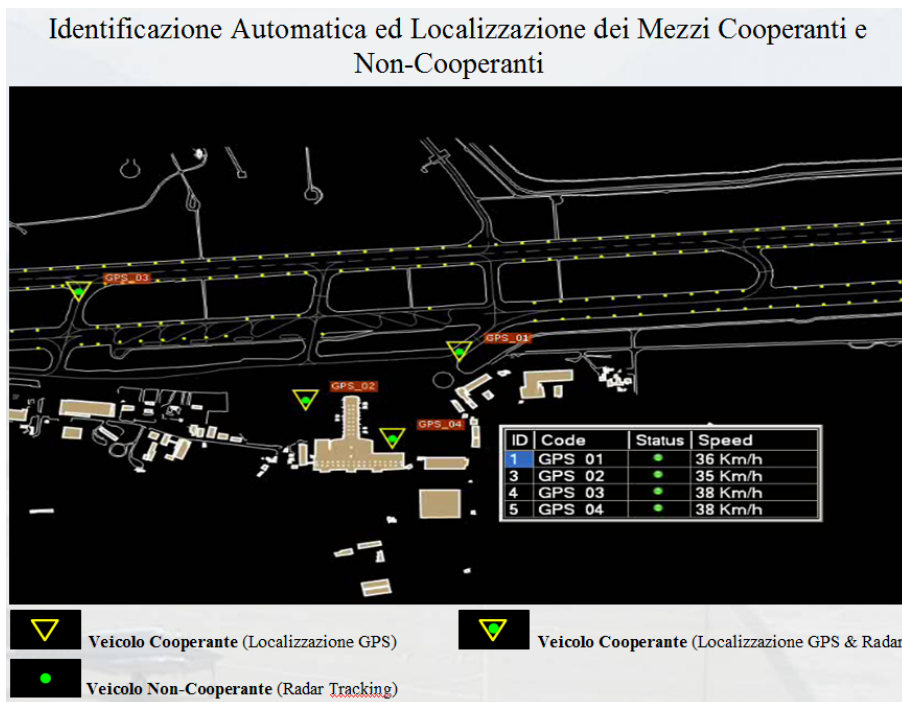 Identificazione Automatica ed Localizzazione dei Mezzi Cooperanti e
Non-Cooperanti
GPS_03
GPS_01
GPS_02
GPS_04
ID Code Status Speed
1 GPS 01 36 Km/h
3 GPS 02 35 Km/h
4 GPS 03 38 Km/h
5 GPS 04 38 Km/h
Veicolo Cooperante (Localizzazione GPS)
Veicolo Cooperante (Localizzazione GPS & Radar
Veicolo Non-Cooperante (Radar Tracking)